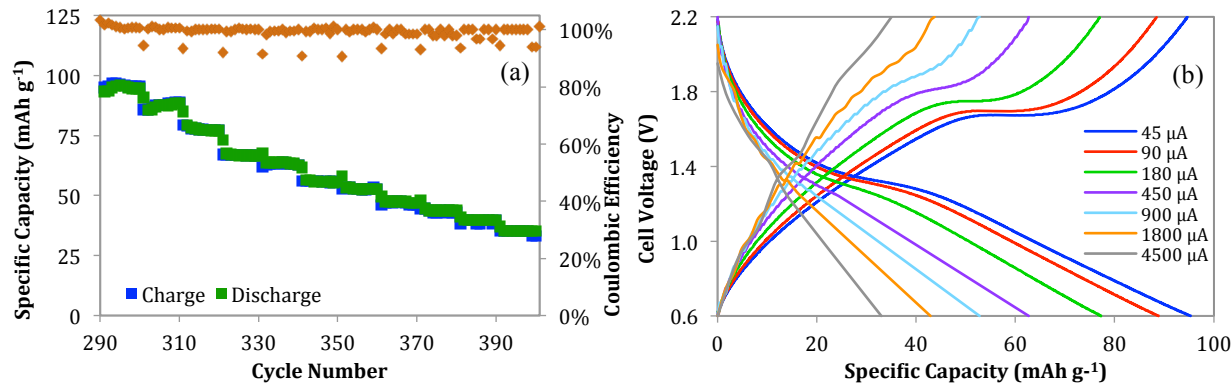 125
100
75
50
25
0
Specific Capacity (mAh g⁻¹)
(a)
Charge Discharge
290 310 330 350 370 390
Cycle Number
100%
80%
60%
40%
20%
0%
Coulombic Efficiency
2.2
1.8
1.4
1.0
0.6
Cell Voltage (V)
(b)
45 μA
90 μA
180 μA
450 μA
900 μA
1800 μA
4500 μA
0 20 40 60 80 100
Specific Capacity (mAh g-1)